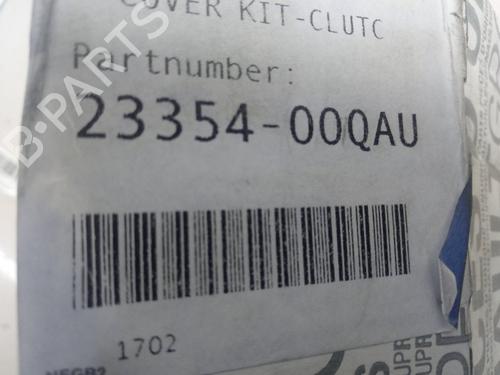 COVER KIT-CLUTC
Partnumber:
23354-00QAU
1702
B-PARTS